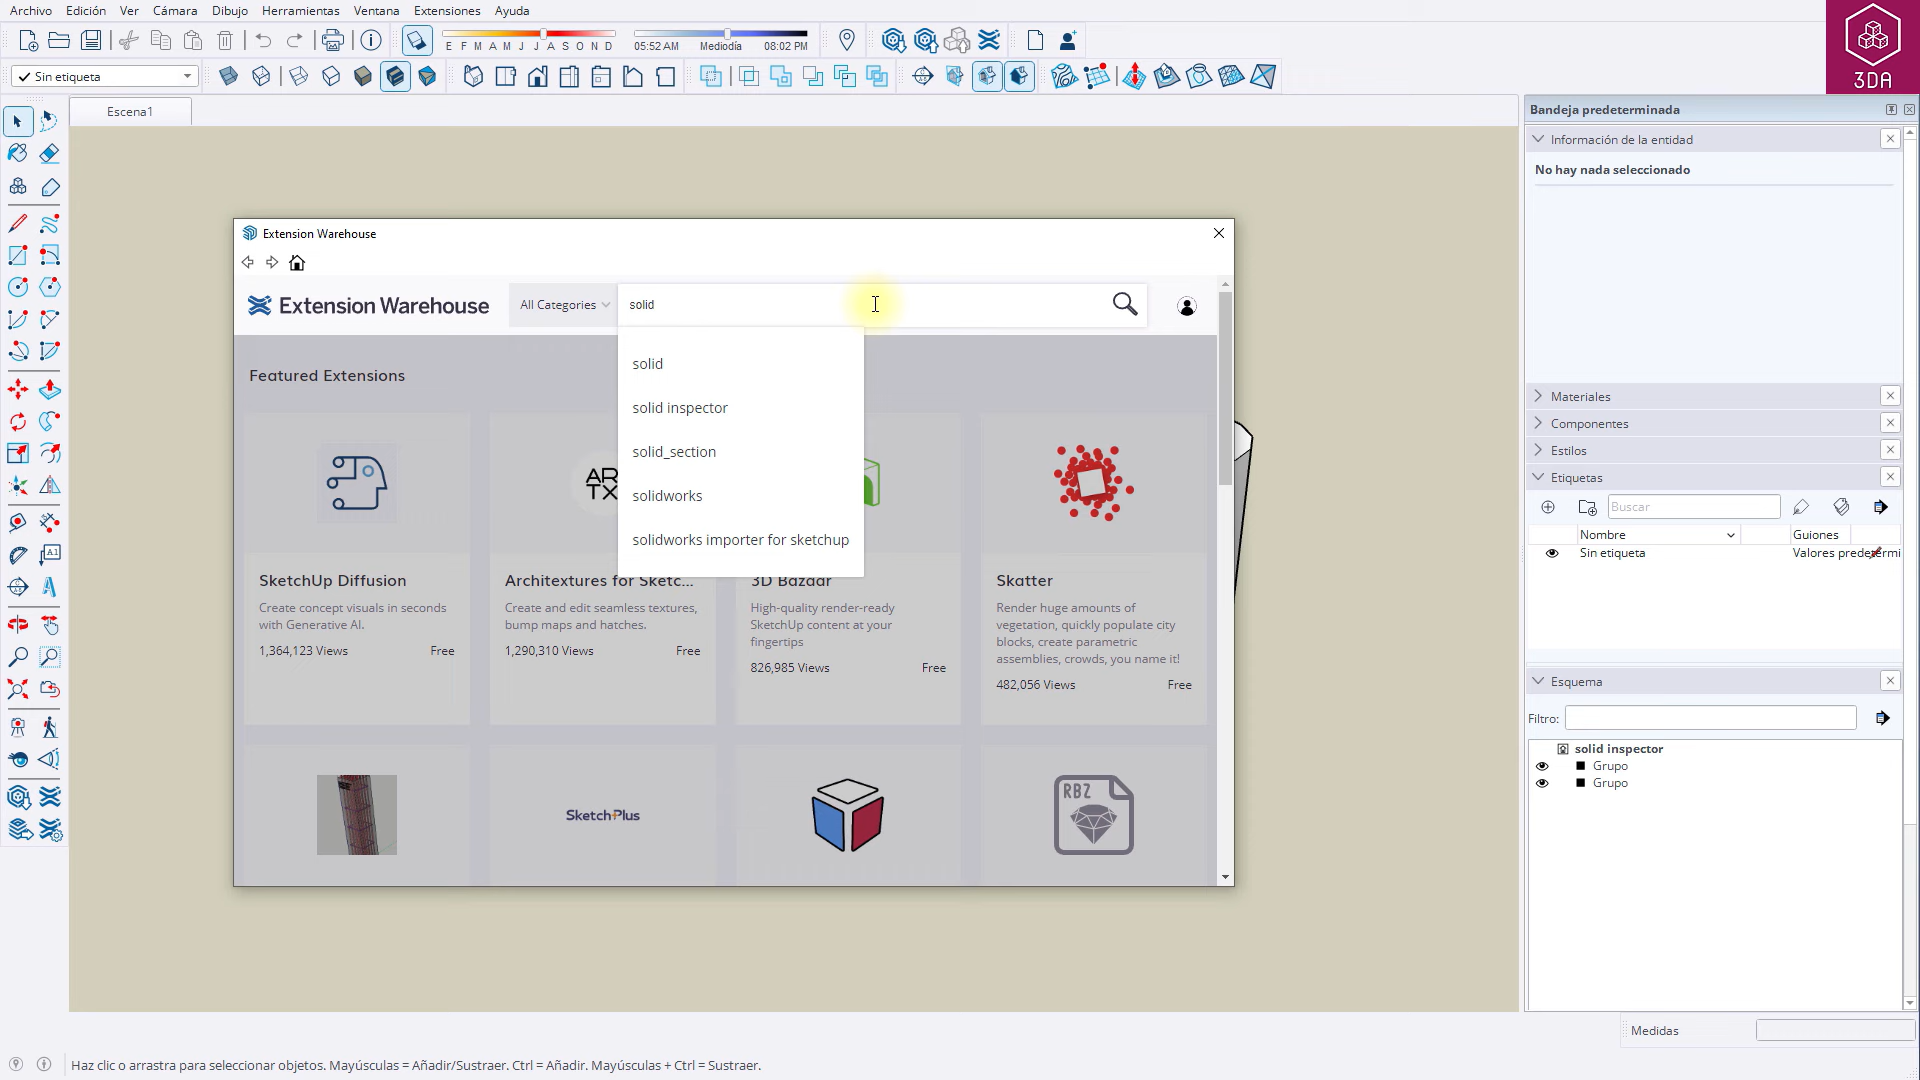 Archivo Edición Ver Cámara Dibujo Herramientas Ventana Extensiones Ayuda
E F M A M J J A S O N D
05:52 AM Mediodía 08:02 PM
3DA
Sin etiqueta
Escena1
Extension Warehouse
Extension Warehouse
All Categories
solid
solid
solid inspector
solid_section
solidworks
solidworks importer for sketchup
Featured Extensions
SketchUp Diffusion
Create concept visuals in seconds
with Generative AI.
1,364,123 Views Free
Architextures for Sketc...
Create and edit seamless textures,
bump maps and hatches.
1,290,310 Views Free
3D Bazaar
High-quality render-ready
SketchUp content at your
fingertips
826,985 Views Free
Skatter
Render huge amounts of
vegetation, quickly populate city
blocks, create parametric
assemblies, crowds, you name it!
482,056 Views Free
SketchPlus
RBZ
Bandeja predeterminada
Información de la entidad
No hay nada seleccionado
Materiales
Componentes
Estilos
Etiquetas
Buscar
Nombre Guiones
Sin etiqueta Valores predetermi
Esquema
Filtro:
solid inspector
Grupo
Grupo
Medidas
Haz clic o arrastra para seleccionar objetos. Mayúsculas = Añadir/Sustraer. Ctrl = Añadir. Mayúsculas + Ctrl = Sustraer.